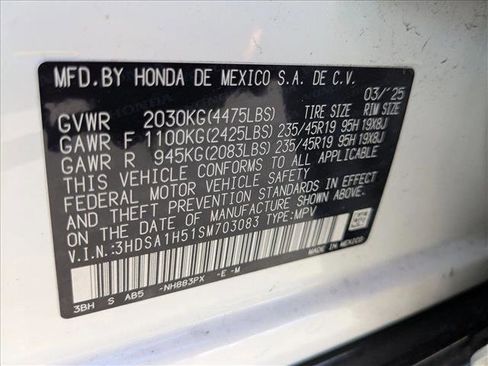 MFD. BY HONDA DE MEXICO S.A. DE C.V.
03/'25
GVWR 2030KG(4475LBS) TIRE SIZE RIM SIZE
GAWR F 1100KG(2425LBS) 235/45R19 95H 19X8J
GAWR R 945KG(2083LBS) 235/45R19 95H 19X8J
THIS VEHICLE CONFORMS TO ALL APPLICABLE
FEDERAL MOTOR VEHICLE SAFETY
AND THEFT PREVENTION STANDARDS IN EFFECT
ON THE DATE OF MANUFACTURE SHOWN ABOVE.
V.I.N.:3HDSA1H51SM703083 TYPE:MPV
MADE IN MEXICO
3BH S AB5 -NH883PX -E -M